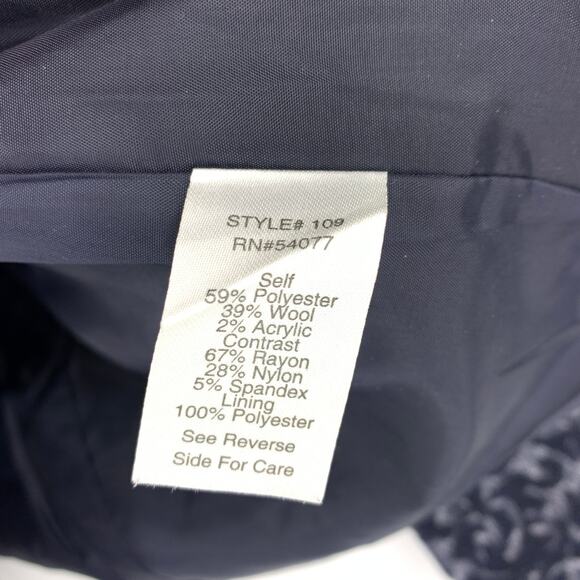 STYLE# 109
RN#54077
Self
59% Polyester
39% Wool
2% Acrylic
Contrast
67% Rayon
28% Nylon
5% Spandex
Lining
100% Polyester
See Reverse
Side For Care